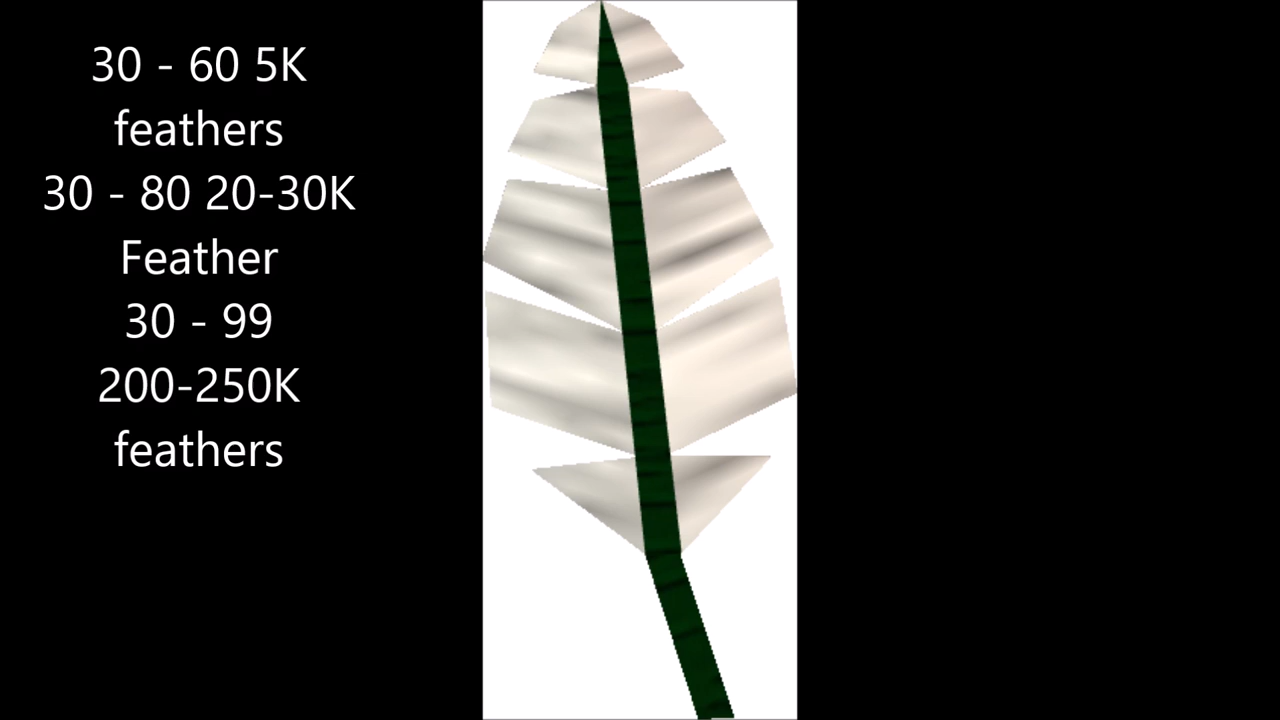 30 - 60 5K
feathers
30 - 80 20-30K
Feather
30 - 99
200-250K
feathers